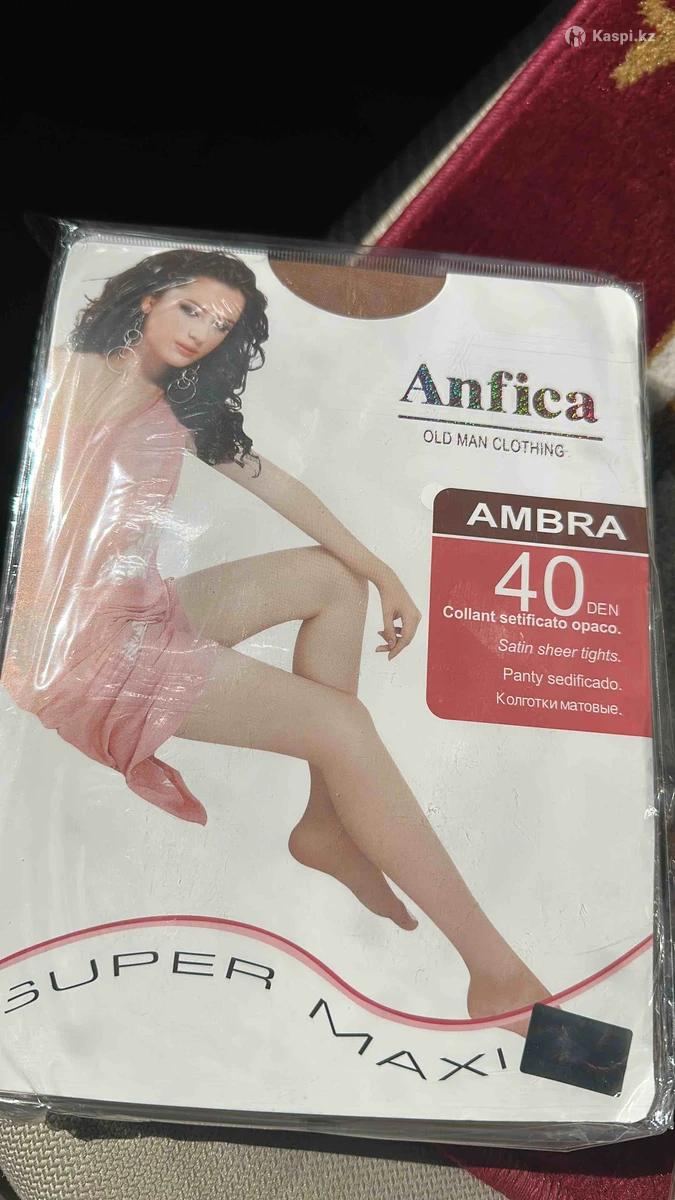 Kaspi.kz
Anfica
OLD MAN CLOTHING
AMBRA
40 DEN
Collant setificato opaco.
Satin sheer tights.
Panty sedificado.
Колготки матовые.
SUPER MAXI